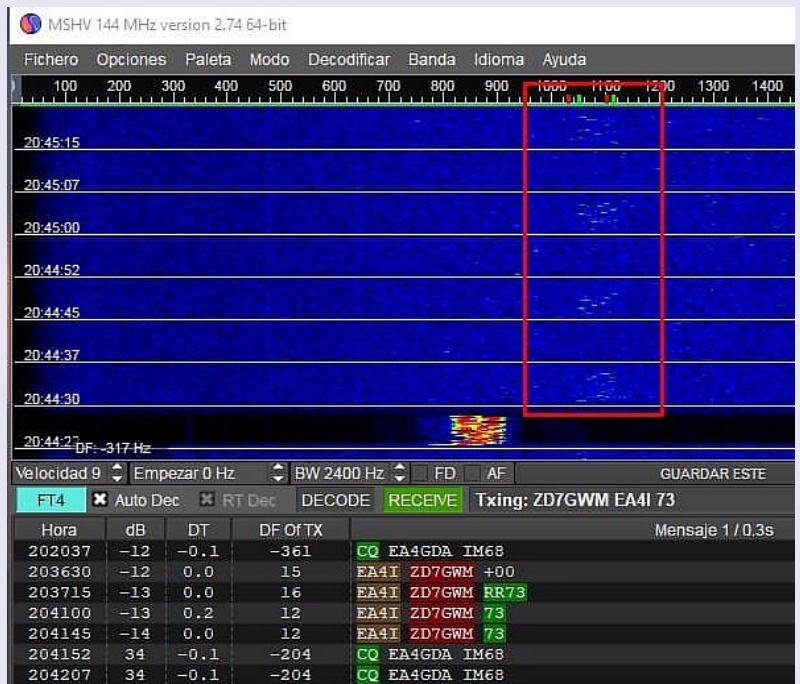 MSHV 144 MHz version 2.74 64-bit
Fichero Opciones Paleta Modo Decodificar Banda Idioma Ayuda
100 200 300 400 500 600 700 800 900 1000 1100 1200 1300 1400
20:45:15
20:45:07
20:45:00
20:44:52
20:44:45
20:44:37
20:44:30
DF: -317 Hz
Velocidad 9 Empezar 0 Hz BW 2400 Hz FD AF GUARDAR ESTE
FT4 Auto Dec RT Dec DECODE RECEIVE Txing: ZD7GWM EA4I 73
Hora dB DT DF Of TX Mensaje 1 / 0.3s
202037 -12 -0.1 -361 CQ EA4GDA IM68
203630 -12 0.0 15 EA4I ZD7GWM +00
203715 -13 0.0 16 EA4I ZD7GWM RR73
204100 -13 0.2 12 EA4I ZD7GWM 73
204145 -14 0.0 12 EA4I ZD7GWM 73
204152 34 -0.1 -204 CQ EA4GDA IM68
204207 34 -0.1 -204 CQ EA4GDA IM68